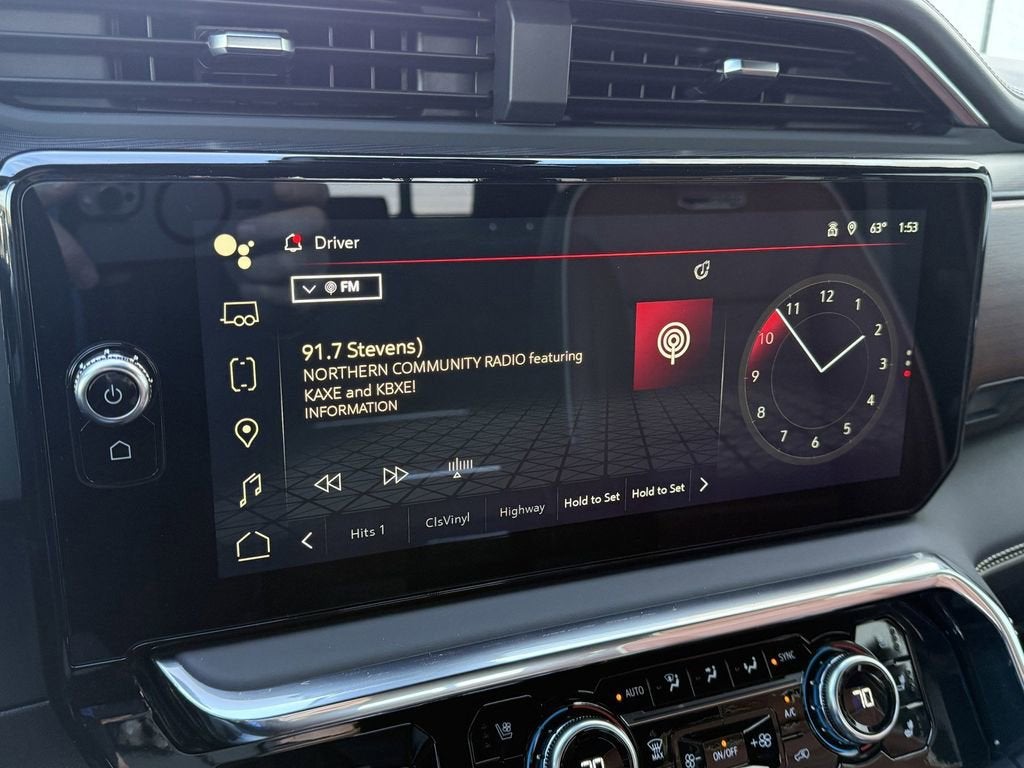 Driver
63° 1:53
FM
91.7 Stevens)
NORTHERN COMMUNITY RADIO featuring
KAXE and KBXE!
INFORMATION
12
1
2
3
4
5
6
7
8
9
10
11
Hits 1
ClsVinyl
Highway
Hold to Set
Hold to Set
AUTO
SYNC
A/C
70
MAX
ON/OFF
70